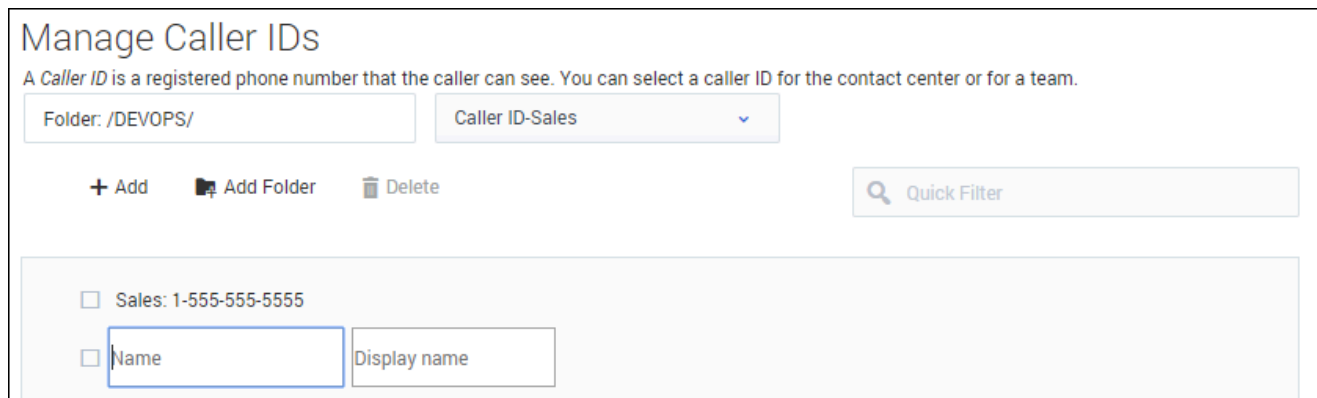 Manage Caller IDs
A Caller ID is a registered phone number that the caller can see. You can select a caller ID for the contact center or for a team.
Folder: /DEVOPS/ Caller ID-Sales
+ Add Add Folder Delete Quick Filter
Sales: 1-555-555-5555
Name Display name